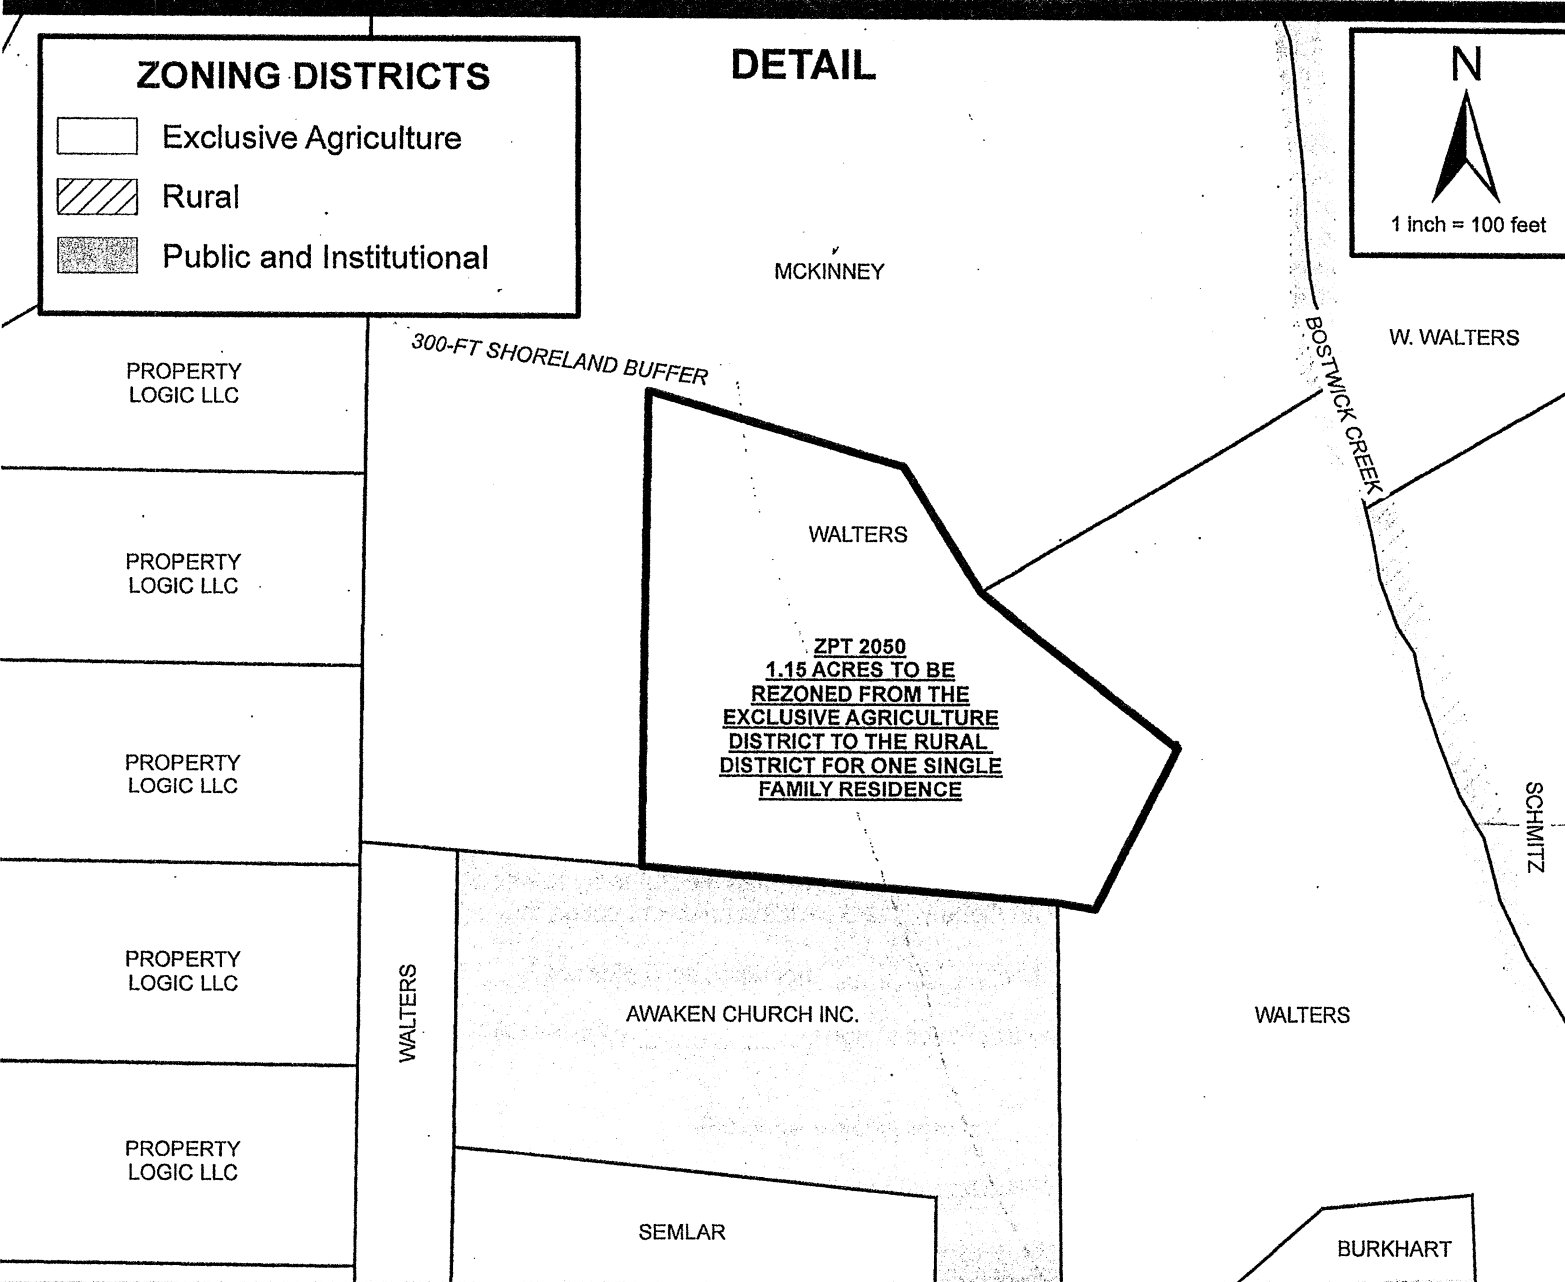 DETAIL
ZONING DISTRICTS
Exclusive Agriculture
Rural
Public and Institutional
N
1 inch = 100 feet
MCKINNEY
W. WALTERS
BOSTWICK CREEK
300-FT SHORELAND BUFFER
PROPERTY
LOGIC LLC
WALTERS
PROPERTY
LOGIC LLC
ZPT 2050
1.15 ACRES TO BE
REZONED FROM THE
EXCLUSIVE AGRICULTURE
DISTRICT TO THE RURAL
DISTRICT FOR ONE SINGLE
FAMILY RESIDENCE
PROPERTY
LOGIC LLC
SCHMITZ
PROPERTY
LOGIC LLC
WALTERS
AWAKEN CHURCH INC.
WALTERS
PROPERTY
LOGIC LLC
SEMLAR
BURKHART